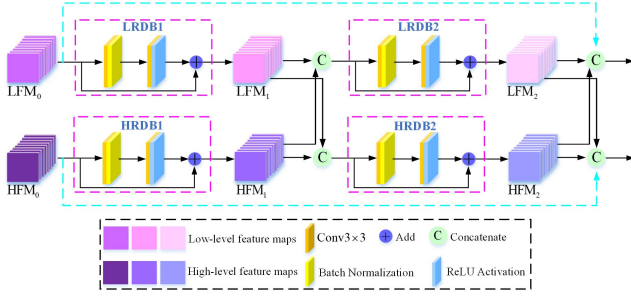 LRDB1
LRDB2
C
C
LFM0
LFM1
LFM2
HRDB1
HRDB2
C
C
HFM0
HFM1
HFM2
Low-level feature maps
Conv3×3
Add
C
Concatenate
High-level feature maps
Batch Normalization
ReLU Activation